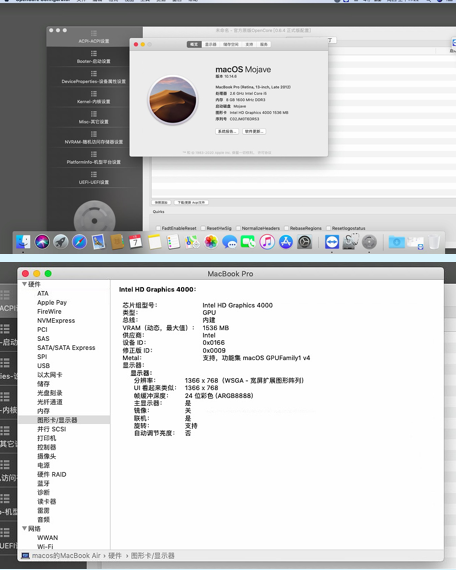 ACPI-ACPI设置
Booter-启动设置
DeviceProperties-设备属性设置
Kernel-内核设置
Misc-其它设置
NVRAM-随机访问存储器设置
PlatformInfo-机型平台设置
UEFI-UEFI设置
概览 显示器 储存空间 支持 服务
macOS Mojave
版本 10.14.6
MacBook Pro (Retina, 15-inch, Late 2012)
处理器 2.6 GHz Intel Core i5
内存 8 GB 1600 MHz DDR3
启动磁盘 Mojave
图形卡 Intel HD Graphics 4000 1536 MB
系统报告... 软件更新...
Quirks
FadtEnableReset ResetHwSig NormalizeHeaders RebaseRegions Resetlogostatus
MacBook Pro
硬件
ATA
Apple Pay
FireWire
NVMExpress
PCI
SAS
SATA/SATA Express
SPI
USB
以太网卡
储存
光盘刻录
光纤通道
内存
图形卡/显示器
并行 SCSI
打印机
控制器
摄像头
电源
硬件 RAID
蓝牙
诊断
读卡器
雷雳
音频
网络
WWAN
Wi-Fi
Intel HD Graphics 4000:
芯片组型号: Intel HD Graphics 4000
类型: GPU
总线: 内建
VRAM（动态，最大值）: 1536 MB
供应商: Intel
设备 ID: 0x0166
修正版 ID: 0x0009
Metal: 支持，功能集 macOS GPUFamily1 v4
显示器:
显示器:
分辨率: 1366 x 768（WSGA - 宽屏扩展图形阵列）
UI 看起来类似: 1366 x 768
帧缓冲深度: 24 位彩色 (ARGB8888)
主显示器: 是
镜像: 关
联机: 是
旋转: 支持
自动调节亮度: 否
macos的MacBook Air › 硬件 › 图形卡/显示器